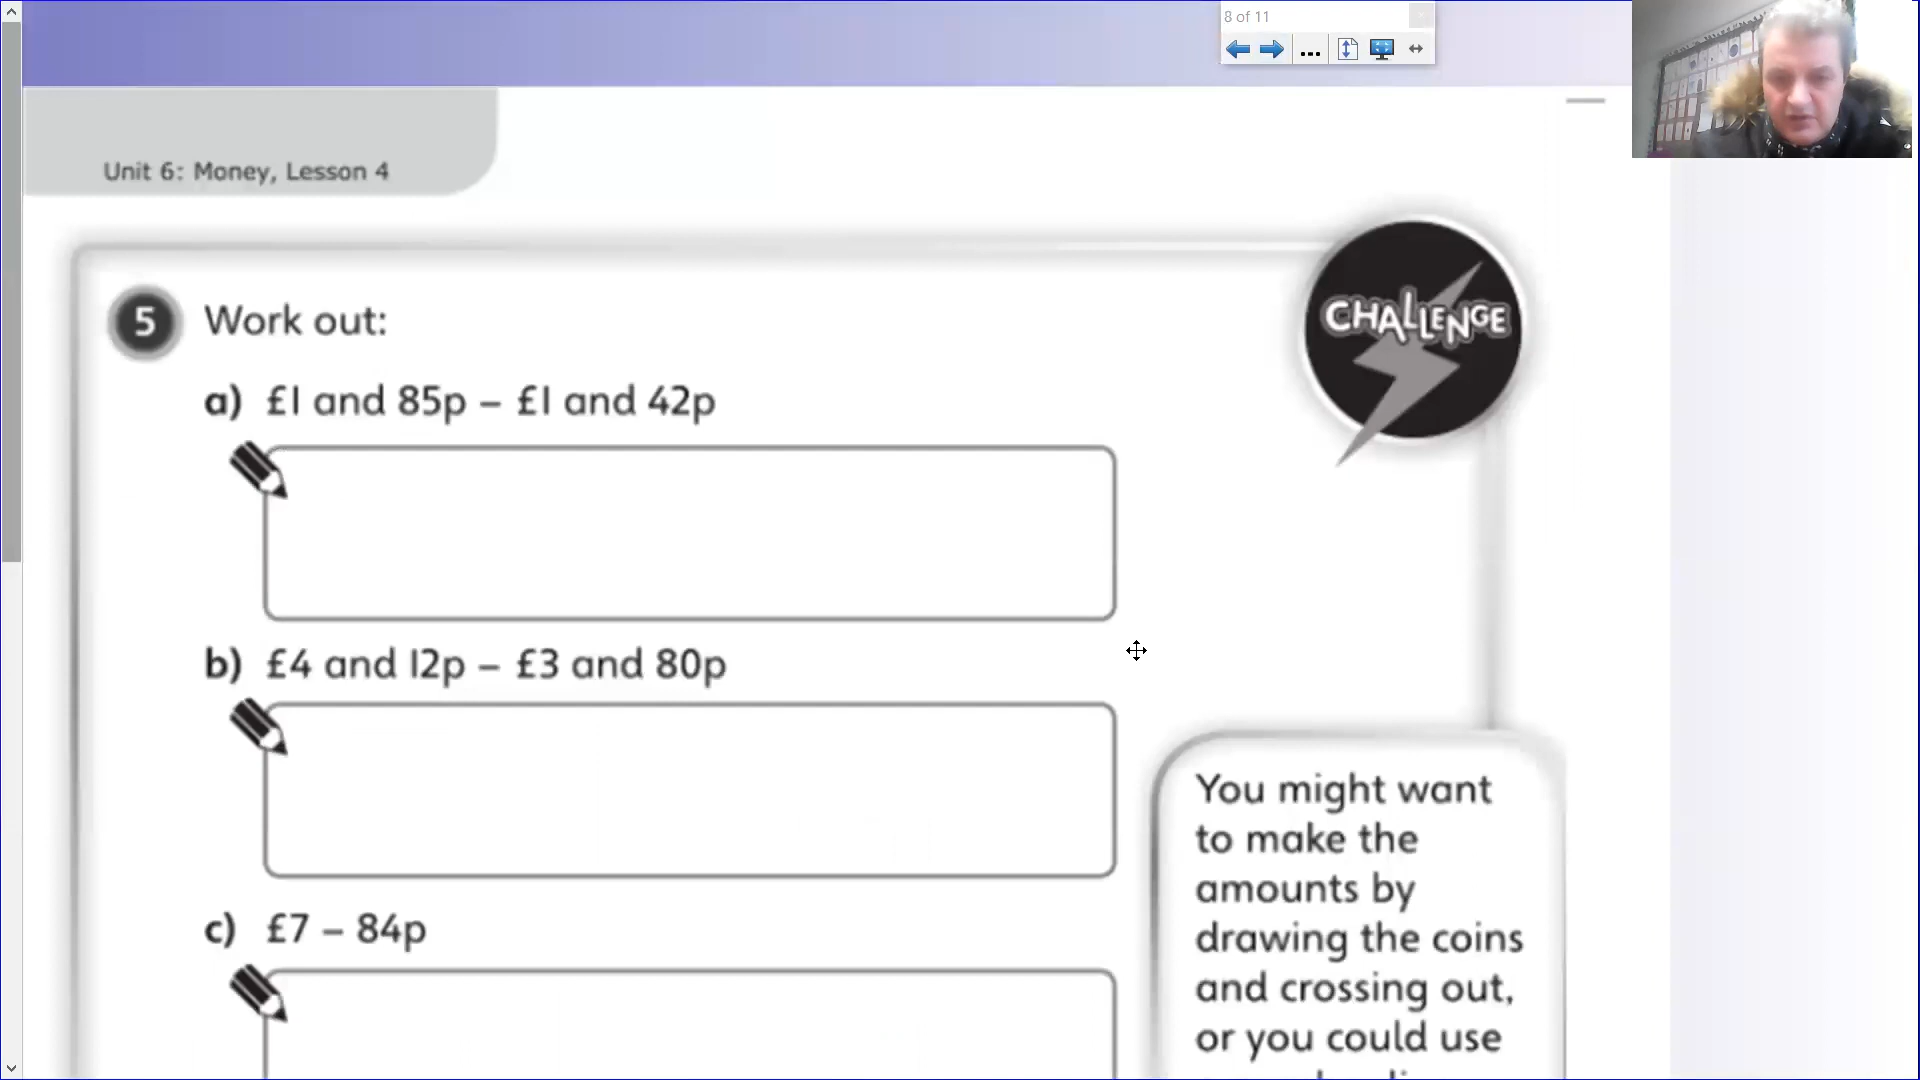 8 of 11
Unit 6: Money, Lesson 4
CHALLENGE
5 Work out:
a) £1 and 85p – £1 and 42p
b) £4 and 12p – £3 and 80p
c) £7 – 84p
You might want
to make the
amounts by
drawing the coins
and crossing out,
or you could use